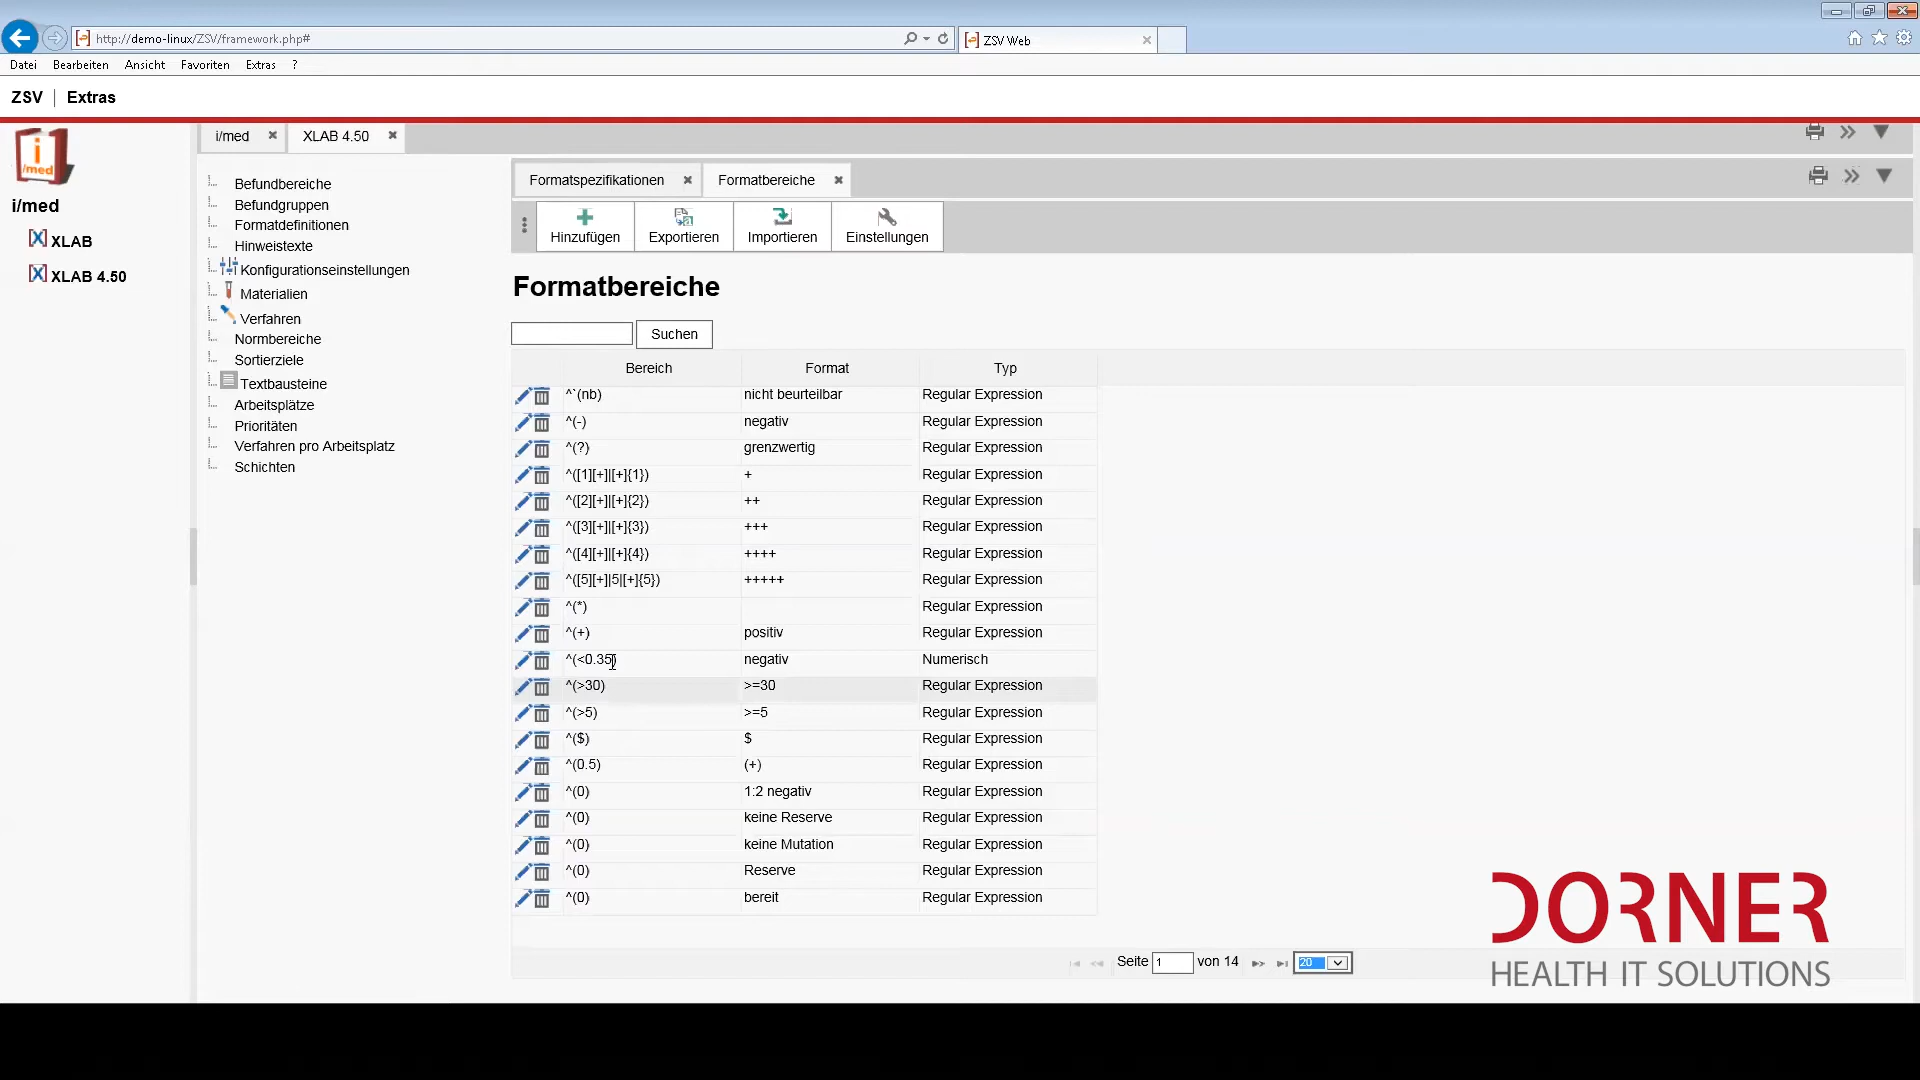 http://demo-linux/ZSV/framework.php#
ZSV Web
Datei Bearbeiten Ansicht Favoriten Extras ?
ZSV Extras
i/med XLAB 4.50
i/med
i/med
XLAB
XLAB 4.50
Befundbereiche
Befundgruppen
Formatdefinitionen
Hinweistexte
Konfigurationseinstellungen
Materialien
Verfahren
Normbereiche
Sortierziele
Textbausteine
Arbeitsplätze
Prioritäten
Verfahren pro Arbeitsplatz
Schichten
Formatspezifikationen Formatbereiche
Hinzufügen Exportieren Importieren Einstellungen
Formatbereiche
Suchen
Bereich Format Typ
^`(nb) nicht beurteilbar Regular Expression
^(-) negativ Regular Expression
^(?) grenzwertig Regular Expression
^([1][+]|[+]{1}) + Regular Expression
^([2][+]|[+]{2}) ++ Regular Expression
^([3][+]|[+]{3}) +++ Regular Expression
^([4][+]|[+]{4}) ++++ Regular Expression
^([5][+]|5|[+]{5}) +++++ Regular Expression
^(*) Regular Expression
^(+) positiv Regular Expression
^(<0.35) negativ Numerisch
^(>30) >=30 Regular Expression
^(>5) >=5 Regular Expression
^($) $ Regular Expression
^(0.5) (+) Regular Expression
^(0) 1:2 negativ Regular Expression
^(0) keine Reserve Regular Expression
^(0) keine Mutation Regular Expression
^(0) Reserve Regular Expression
^(0) bereit Regular Expression
Seite 1 von 14 20
DORNER
HEALTH IT SOLUTIONS